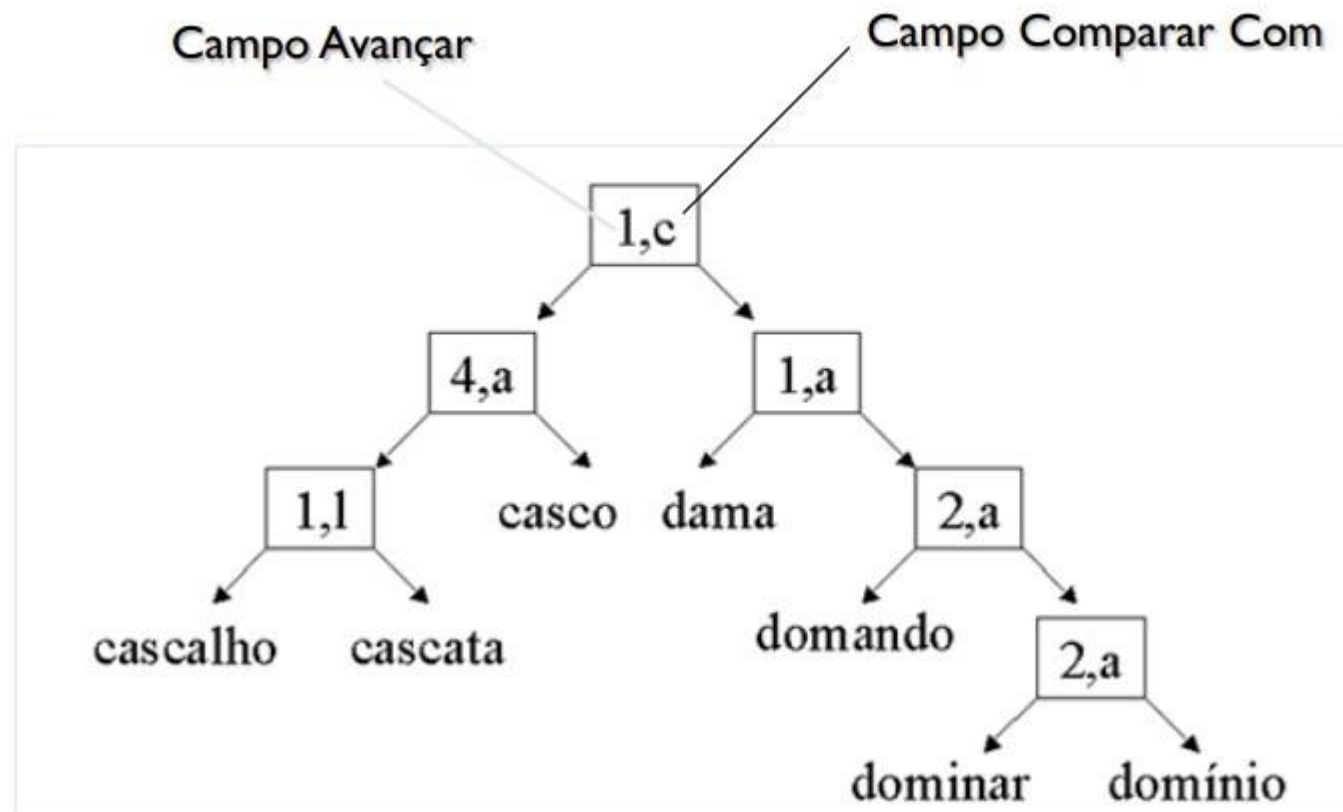 Campo Avançar
Campo Comparar Com
1,c
4,a
1,a
1,l
casco
dama
2,a
cascalho
cascata
domando
2,a
dominar
domínio